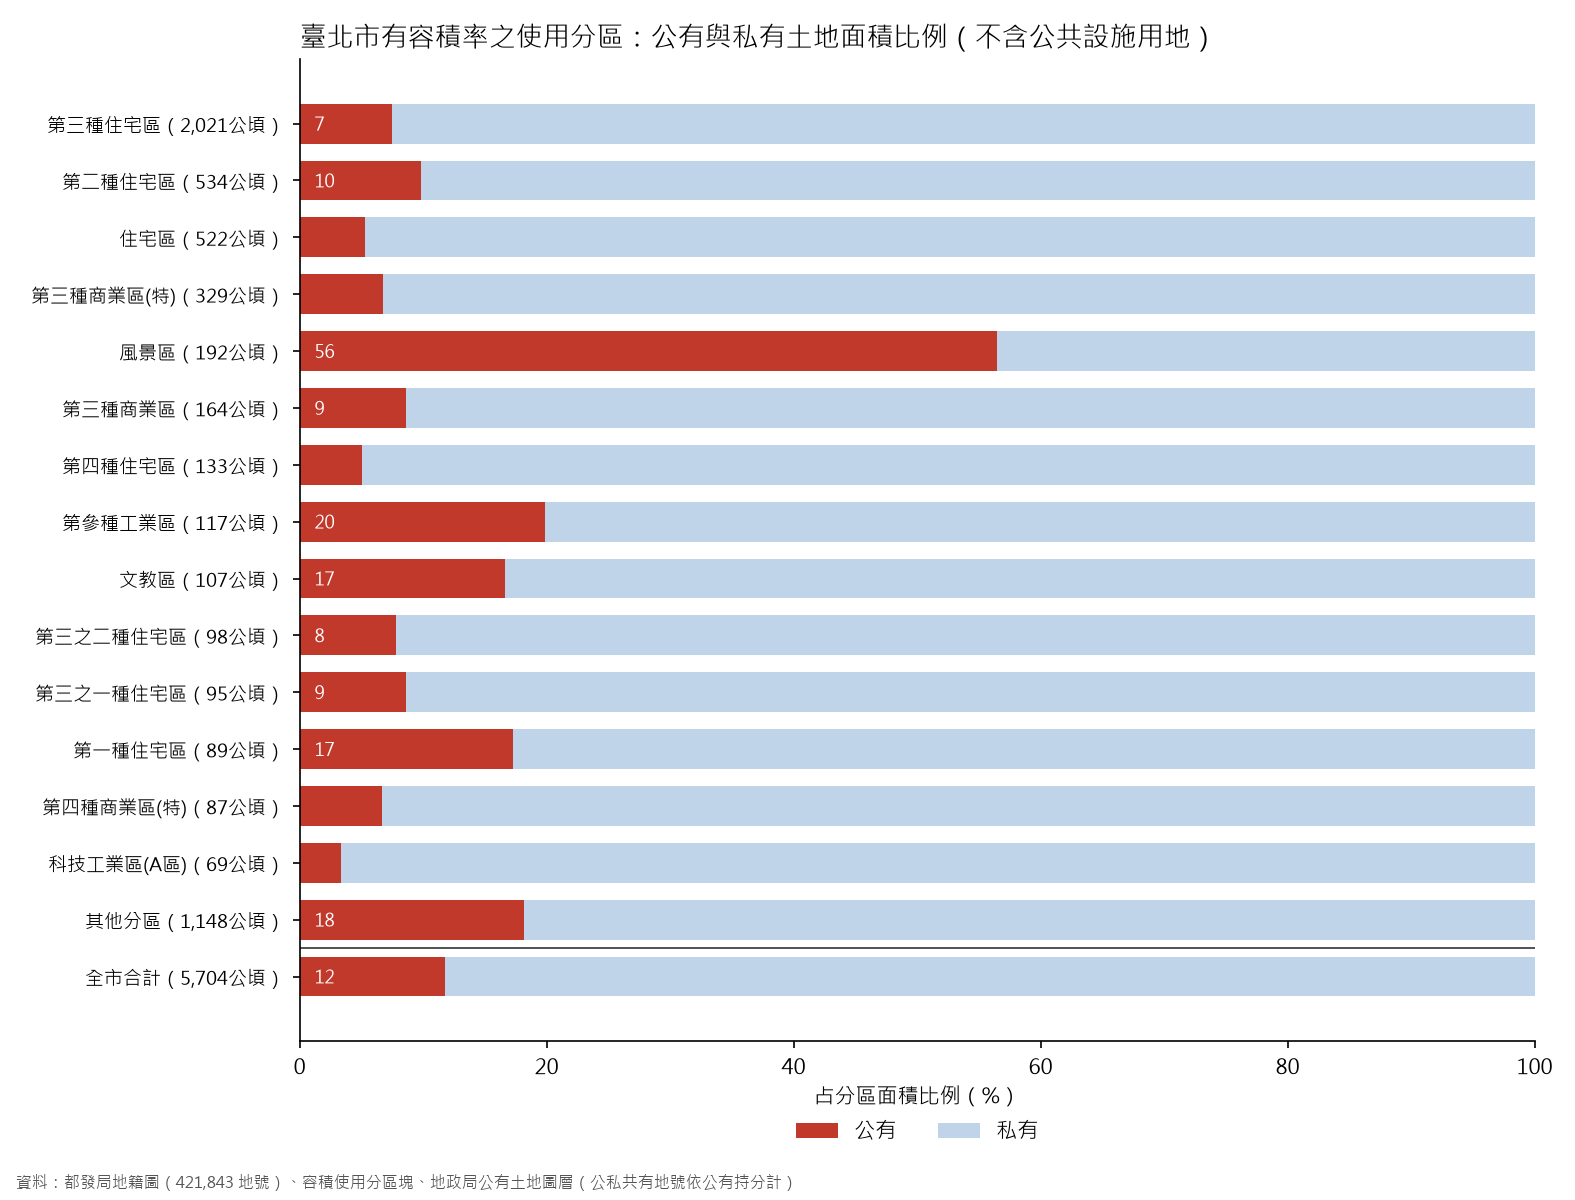 臺北市有容積率之使用分區：公有與私有土地面積比例（不含公共設施用地）
第三種住宅區（2,021公頃） 7
第二種住宅區（534公頃） 10
住宅區（522公頃）
第三種商業區(特)（329公頃）
風景區（192公頃） 56
第三種商業區（164公頃） 9
第四種住宅區（133公頃）
第參種工業區（117公頃） 20
文教區（107公頃） 17
第三之二種住宅區（98公頃） 8
第三之一種住宅區（95公頃） 9
第一種住宅區（89公頃） 17
第四種商業區(特)（87公頃）
科技工業區(A區)（69公頃）
其他分區（1,148公頃） 18
全市合計（5,704公頃） 12
0 20 40 60 80 100
占分區面積比例（%）
公有 私有
資料：都發局地籍圖（421,843 地號）、容積使用分區塊、地政局公有土地圖層（公私共有地號依公有持分計）